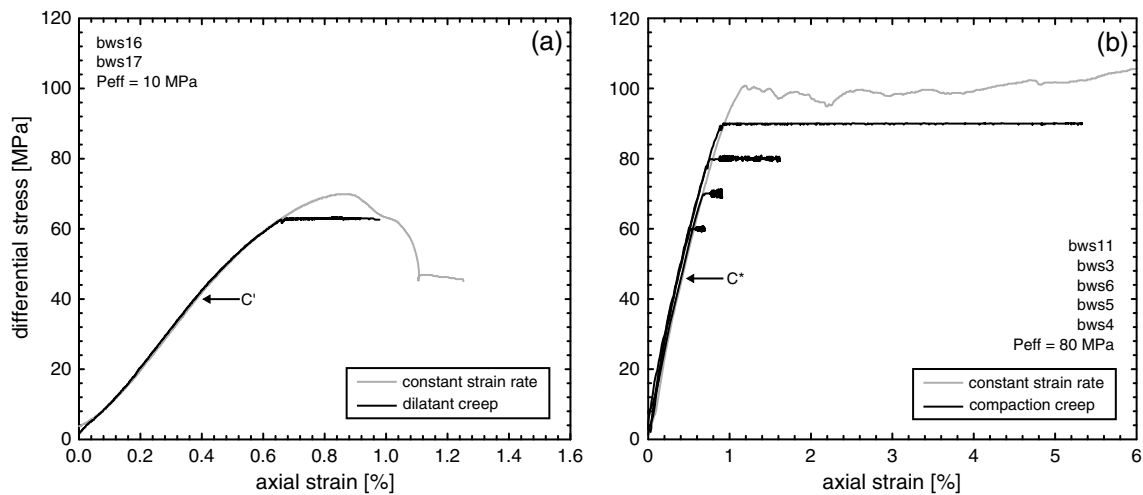 (a)
bws16
bws17
Peff = 10 MPa
C'
constant strain rate
dilatant creep
differential stress [MPa]
120
100
80
60
40
20
0
0.0 0.2 0.4 0.6 0.8 1.0 1.2 1.4 1.6
axial strain [%]
(b)
120
100
80
60
40
20
0
C*
bws11
bws3
bws6
bws5
bws4
Peff = 80 MPa
constant strain rate
compaction creep
0 1 2 3 4 5 6
axial strain [%]